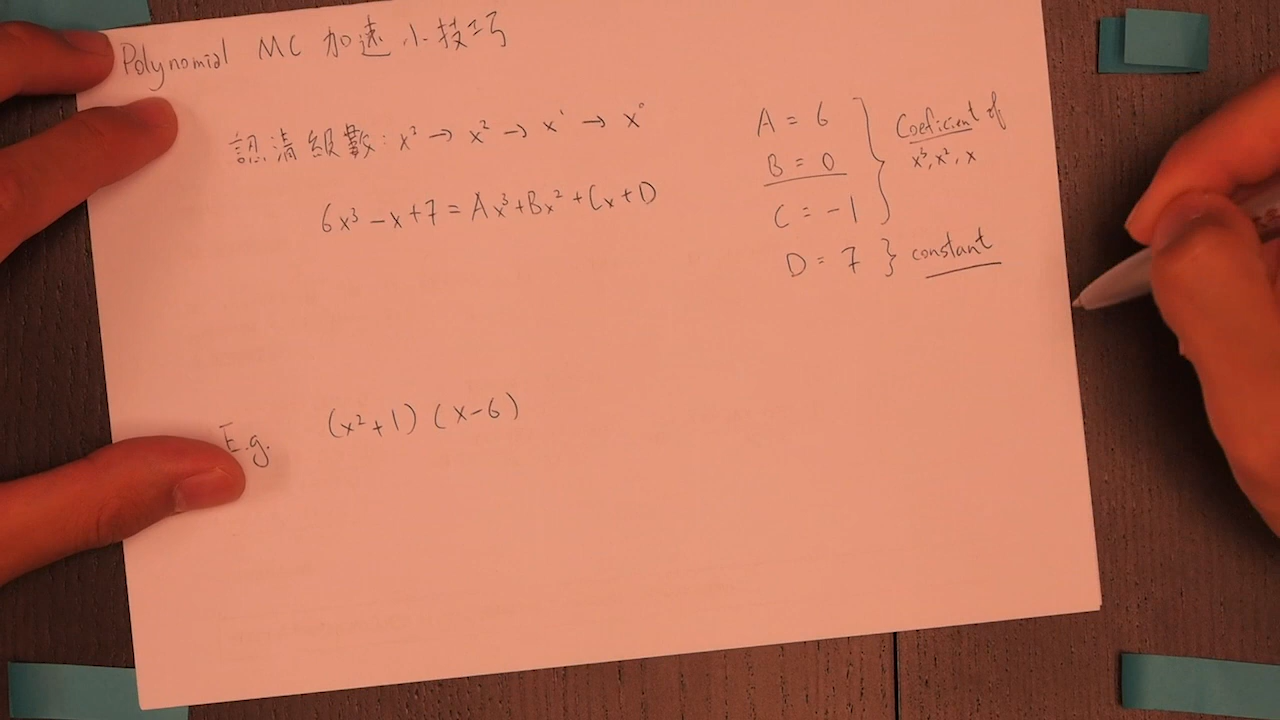 Polynomial MC 加速小技巧
認清級數: x³ → x² → x¹ → x⁰
6x³ - x + 7 = Ax³ + Bx² + Cx + D
A = 6
B = 0
C = -1
Coeficient of
x³, x², x
D = 7 } constant
E.g. (x² + 1) (x - 6)